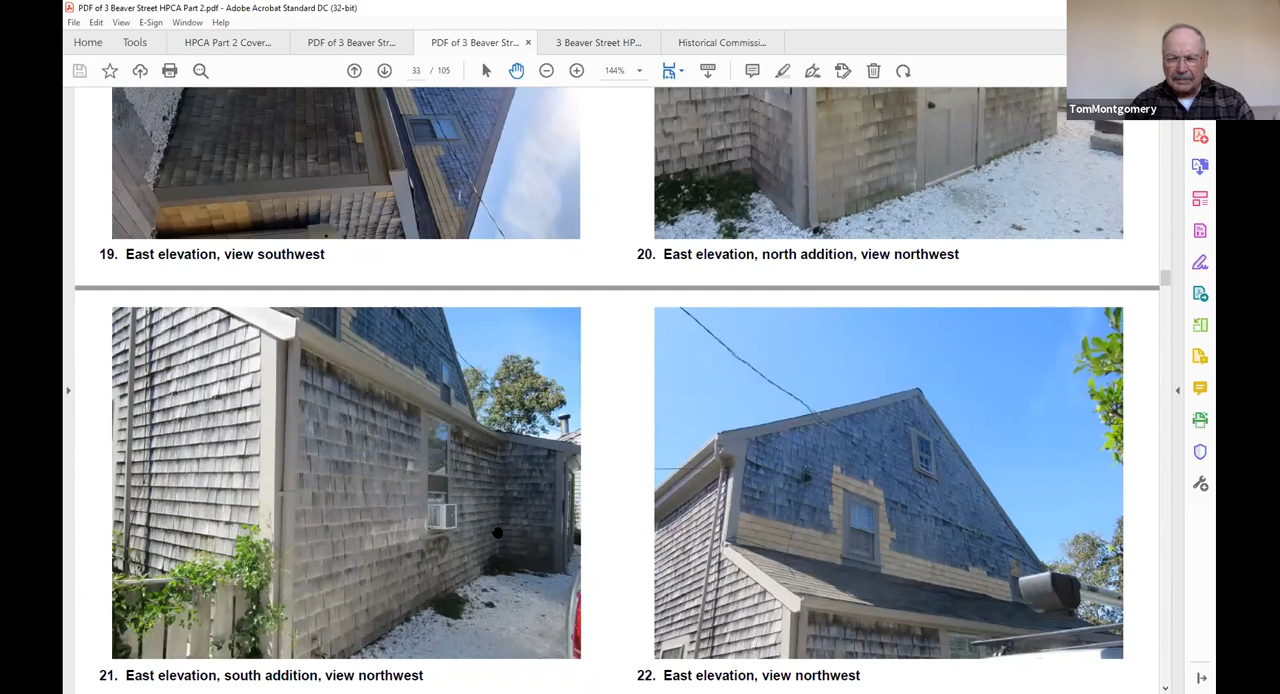 PDF of 3 Beaver Street HPCA Part 2.pdf - Adobe Acrobat Standard DC (32-bit)
File Edit View E-Sign Window Help
Home Tools HPCA Part 2 Cover... PDF of 3 Beaver Str... PDF of 3 Beaver Str... × 3 Beaver Street HP... Historical Commissi...
33 / 105 144%
TomMontgomery
19. East elevation, view southwest
20. East elevation, north addition, view northwest
21. East elevation, south addition, view northwest
22. East elevation, view northwest